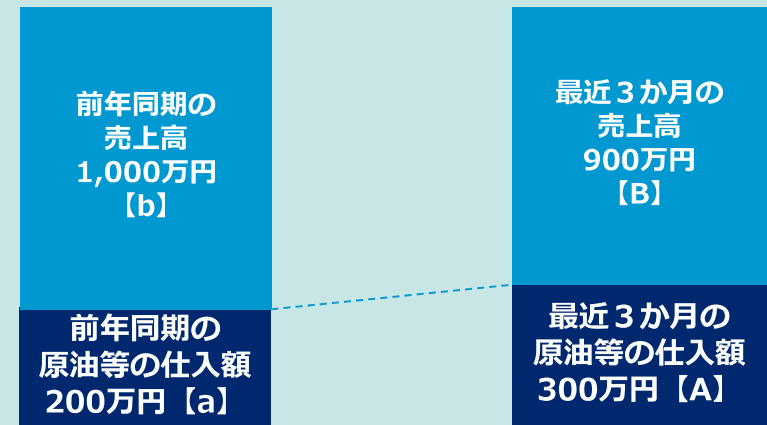 前年同期の
売上高
1,000万円
【b】
前年同期の
原油等の仕入額
200万円【a】
最近３か月の
売上高
900万円
【B】
最近３か月の
原油等の仕入額
300万円【A】